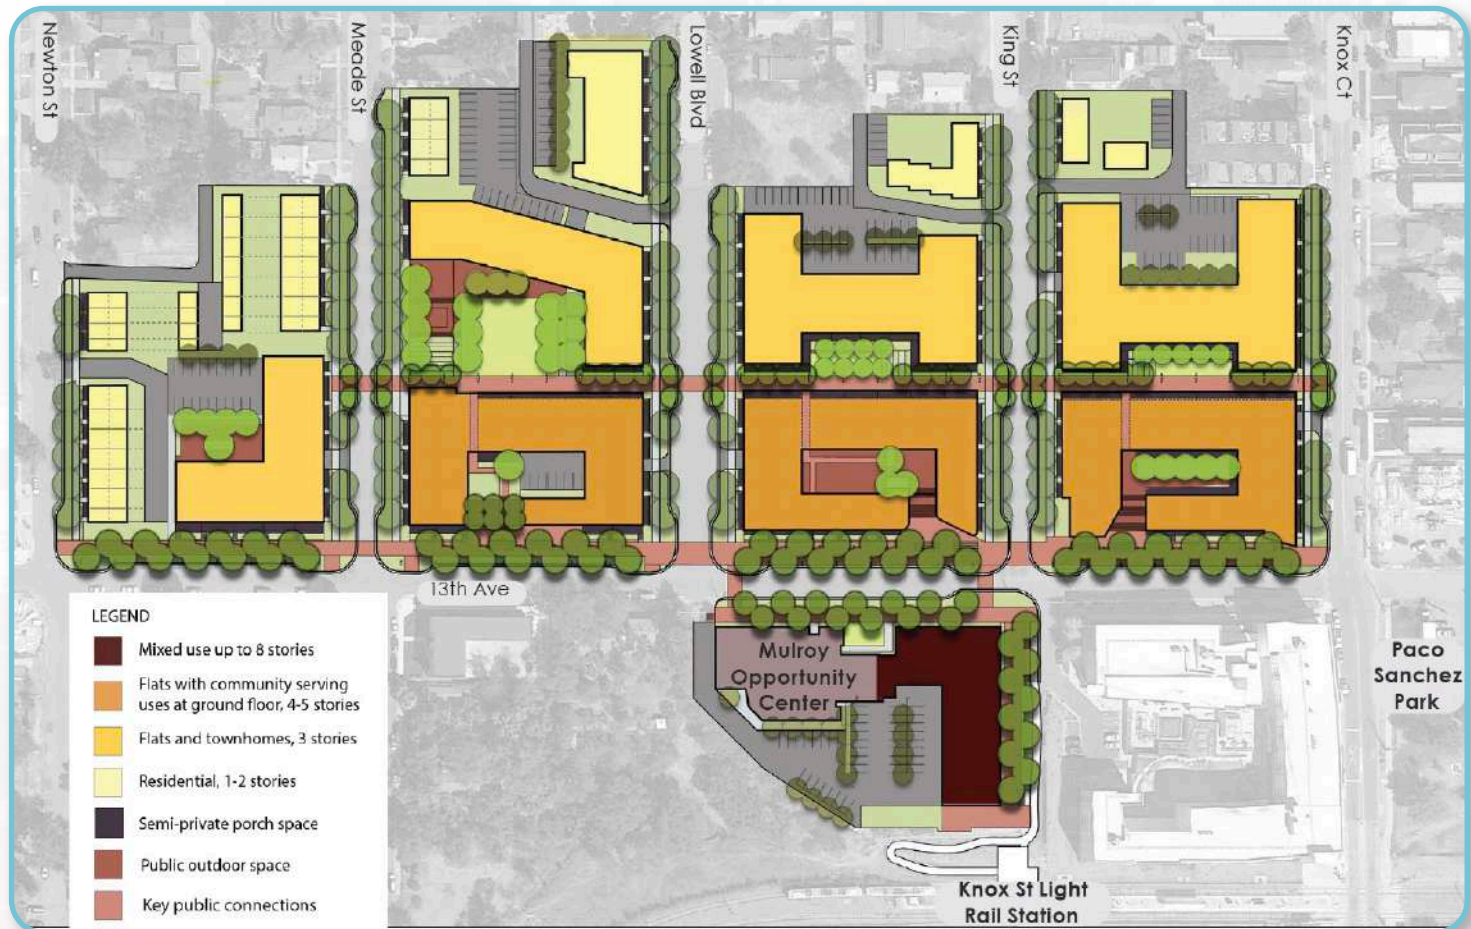 Newton St
Meade St
Lowell Blvd
King St
Knox Ct
13th Ave
LEGEND
Mixed use up to 8 stories
Flats with community serving
uses at ground floor, 4-5 stories
Flats and townhomes, 3 stories
Residential, 1-2 stories
Semi-private porch space
Public outdoor space
Key public connections
Mulroy
Opportunity
Center
Paco
Sanchez
Park
Knox St Light
Rail Station